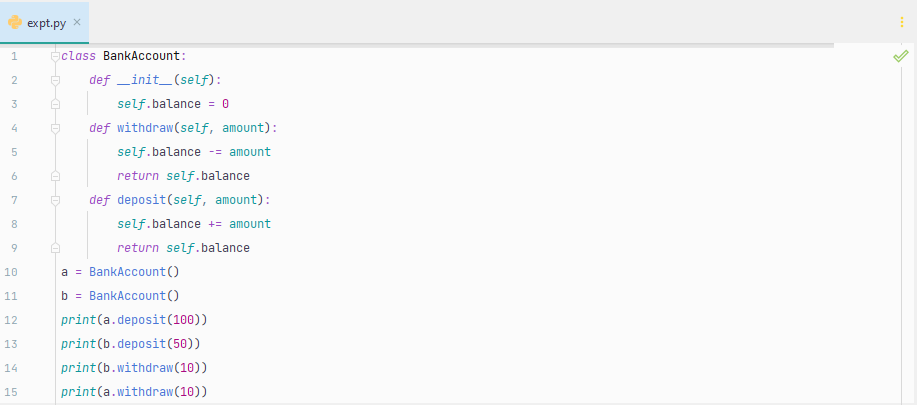 expt.py
1 class BankAccount:
2     def __init__(self):
3         self.balance = 0
4     def withdraw(self, amount):
5         self.balance -= amount
6         return self.balance
7     def deposit(self, amount):
8         self.balance += amount
9         return self.balance
10 a = BankAccount()
11 b = BankAccount()
12 print(a.deposit(100))
13 print(b.deposit(50))
14 print(b.withdraw(10))
15 print(a.withdraw(10))